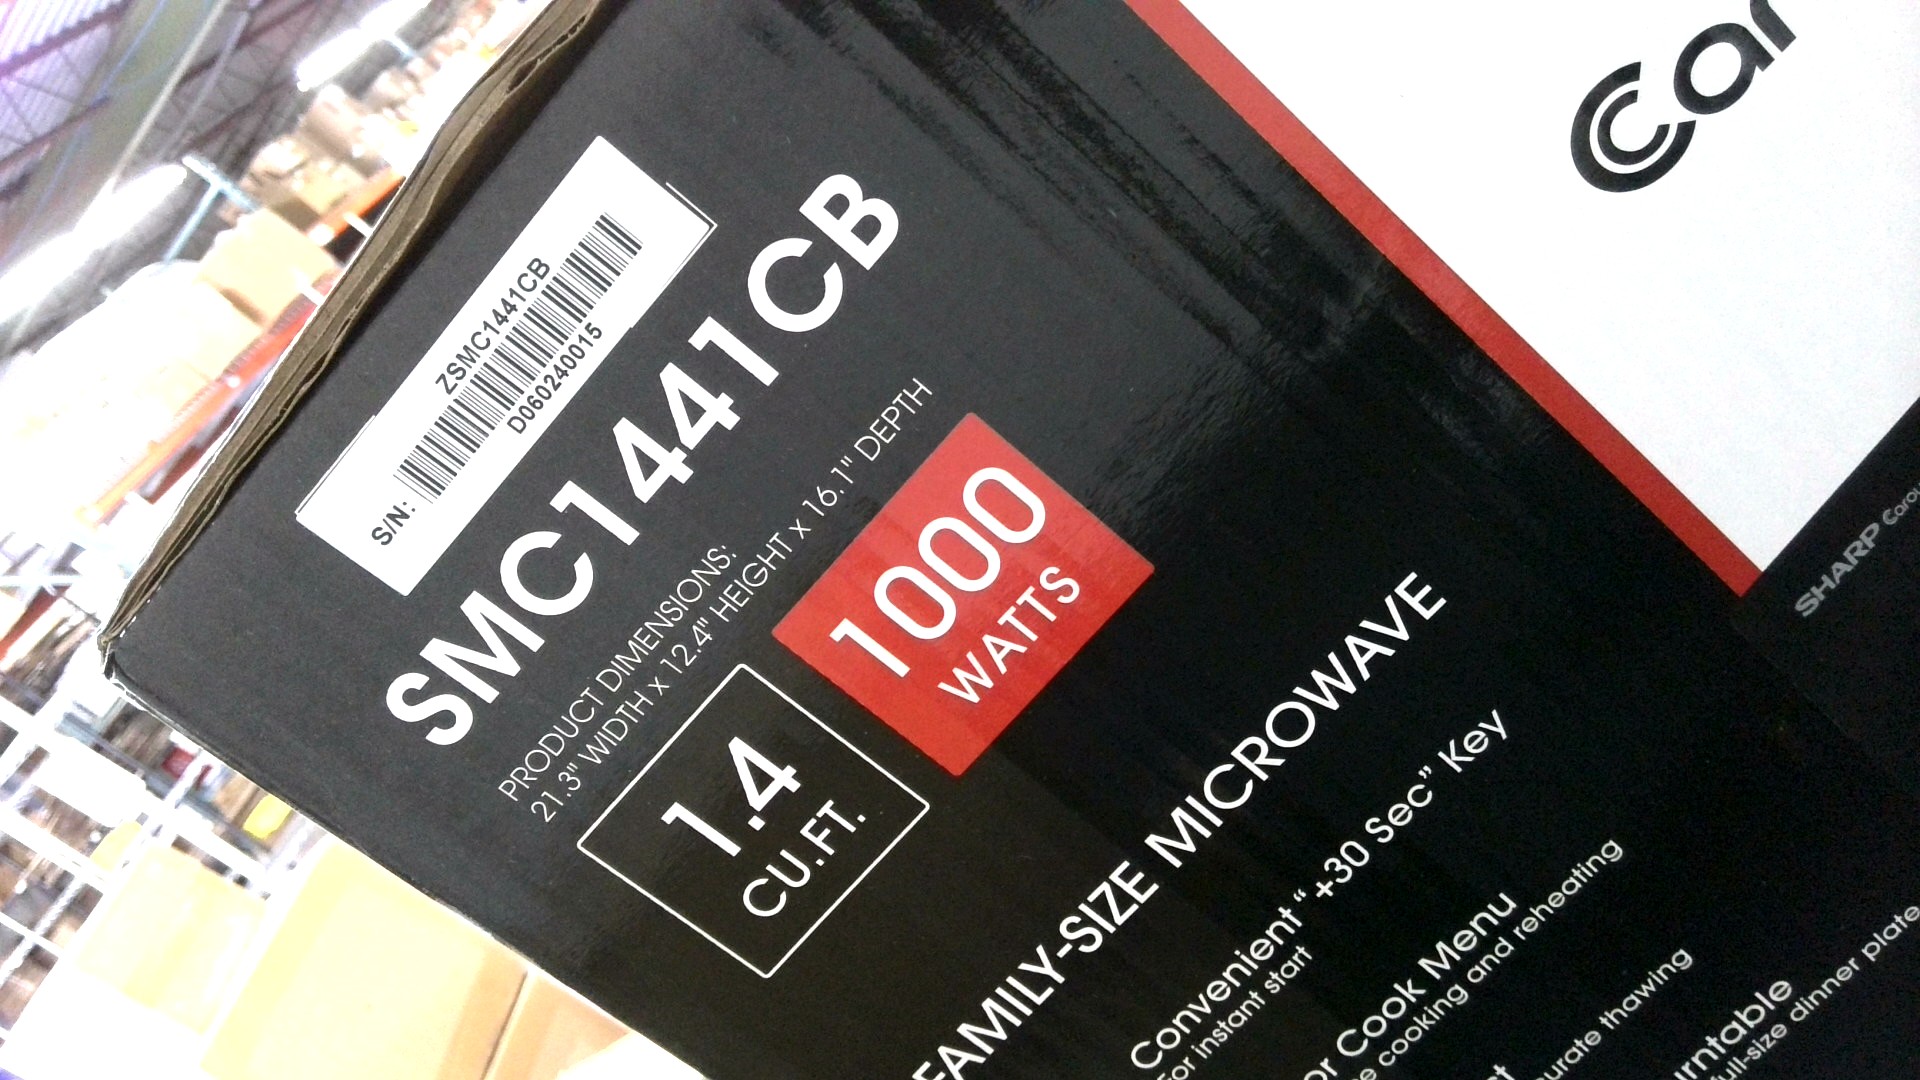 ZSMC1441CB
S/N:
D060240015
SMC1441CB
PRODUCT DIMENSIONS:
21.3" WIDTH x 12.4" HEIGHT x 16.1" DEPTH
1.4
CU.FT.
1000
WATTS
FAMILY-SIZE MICROWAVE
Convenient “ +30 Sec” Key
For instant start
or Cook Menu
cooking and reheating
thawing
full-size dinner plate
Car
SHARP